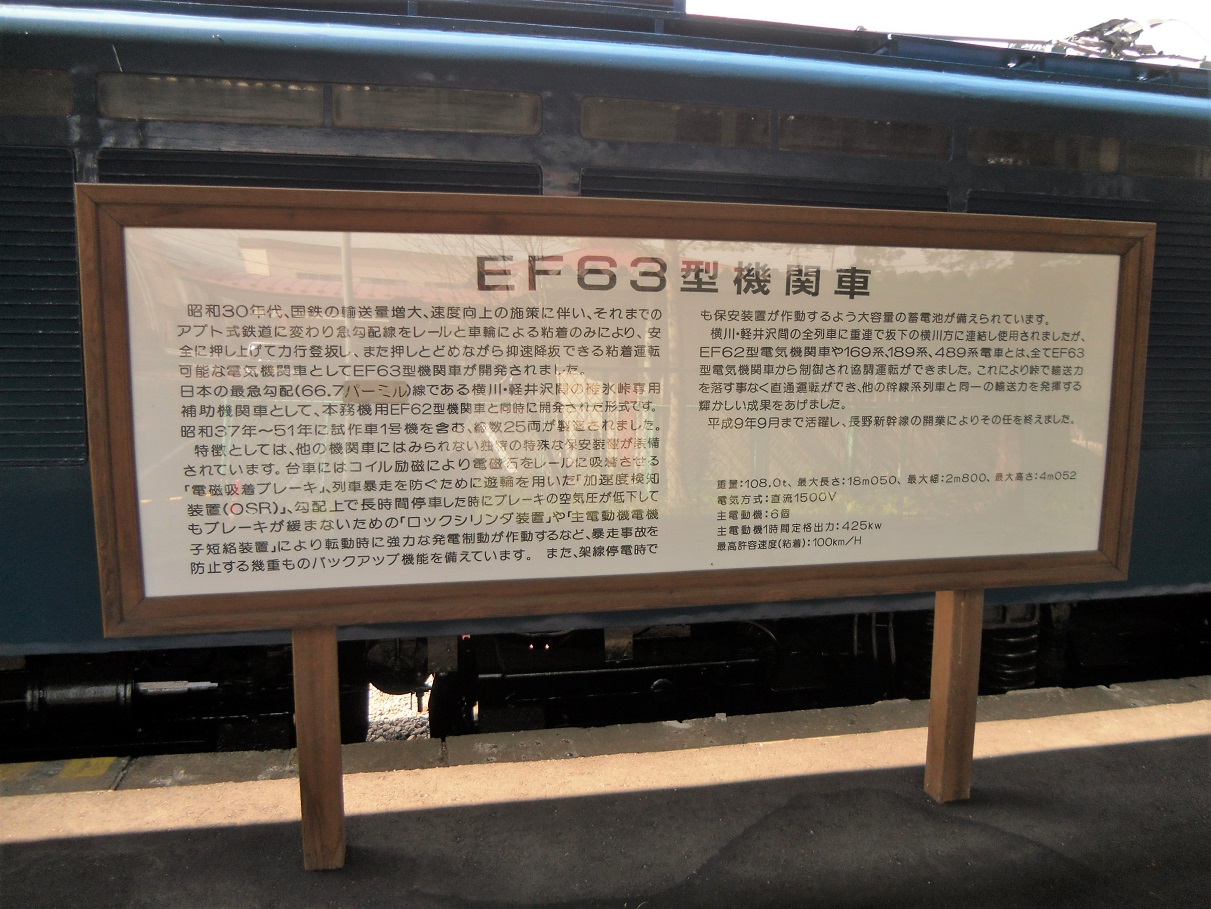 EF63型機関車
昭和30年代、国鉄の輸送量増大、速度向上の施策に伴い、それまでの
アプト式鉄道に変わり急勾配線をレールと車輪による粘着のみにより、安
全に押し上げて力行登坂し、また押しとどめながら抑速降坂できる粘着運転
可能な電気機関車としてEF63型機関車が開発されました。
日本の最急勾配(66.7パーミル)線である横川・軽井沢間の碓氷峠専用
補助機関車として、本務機用EF62型機関車と同時に開発された形式です。
昭和37年〜51年に試作車1号機を含む、総数25両が製造されました。
特徴としては、他の機関車にはみられない独特の特殊な保安装置が装備
されています。台車にはコイル励磁により電磁石をレールに吸着させる
「電磁吸着ブレーキ」、列車暴走を防ぐために遊輪を用いた「加速度検知
装置(OSR)」、勾配上で長時間停車した時にブレーキの空気圧が低下して
もブレーキが緩まないための「ロックシリンダ装置」や「主電動機電機
子短絡装置」により転動時に強力な発電制動が作動するなど、暴走事故を
防止する幾重ものバックアップ機能を備えています。 また、架線停電時で
も保安装置が作動するよう大容量の蓄電池が備えられています。
横川・軽井沢間の全列車に重連で坂下の横川方に連結し使用されましたが、
EF62型電気機関車や169系、189系、489系電車とは、全てEF63
型電気機関車から制御され協調運転ができました。これにより峠で輸送力
を落す事なく直通運転ができ、他の幹線系列車と同一の輸送力を発揮する
輝かしい成果をあげました。
平成9年9月まで活躍し、長野新幹線の開業によりその任を終えました。
重量:108.0t、最大長さ:18m050、最大幅:2m800、最大高さ:4m052
電気方式:直流1500V
主電動機:6個
主電動機1時間定格出力:425kw
最高許容速度(粘着):100km/H